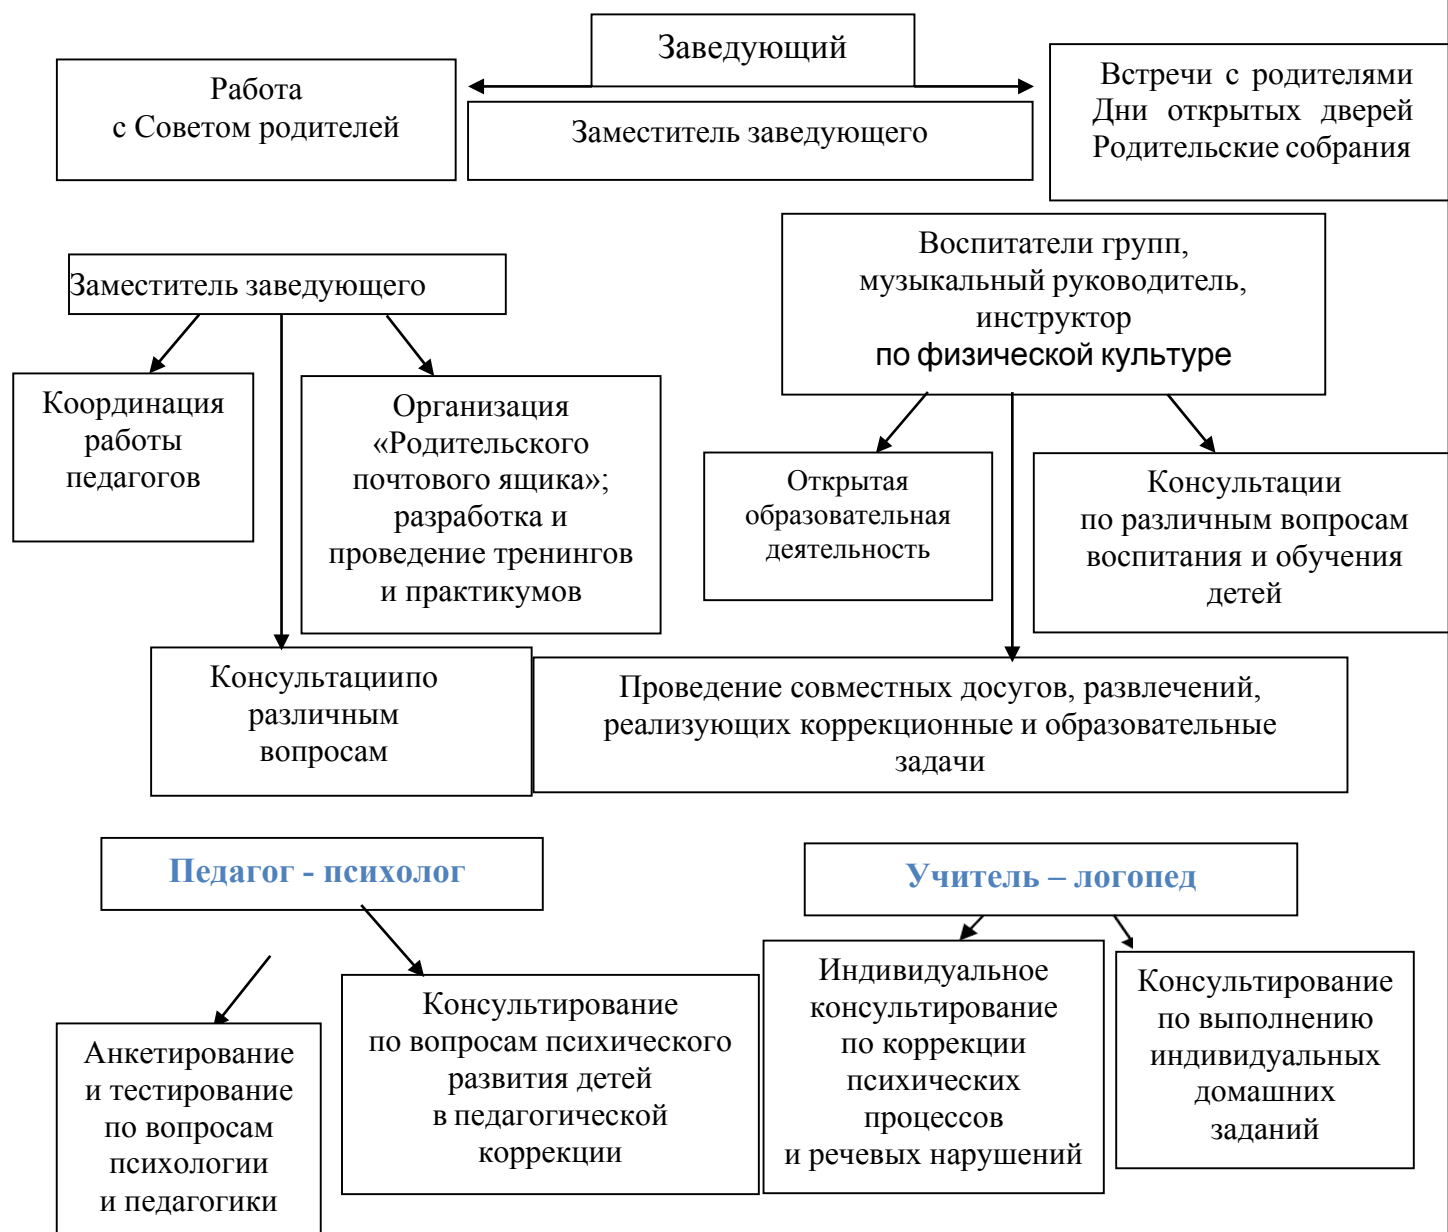 Заведующий
Работа
с Советом родителей
Заместитель заведующего
Встречи с родителями
Дни открытых дверей
Родительские собрания
Заместитель заведующего
Воспитатели групп,
музыкальный руководитель,
инструктор
по физической культуре
Координация
работы
педагогов
Организация
«Родительского
почтового ящика»;
разработка и
проведение тренингов
и практикумов
Открытая
образовательная
деятельность
Консультации
по различным вопросам
воспитания и обучения
детей
Консультациипо
различным
вопросам
Проведение совместных досугов, развлечений,
реализующих коррекционные и образовательные
задачи
Педагог - психолог
Учитель – логопед
Анкетирование
и тестирование
по вопросам
психологии
и педагогики
Консультирование
по вопросам психического
развития детей
в педагогической
коррекции
Индивидуальное
консультирование
по коррекции
психических
процессов
и речевых нарушений
Консультирование
по выполнению
индивидуальных
домашних
заданий